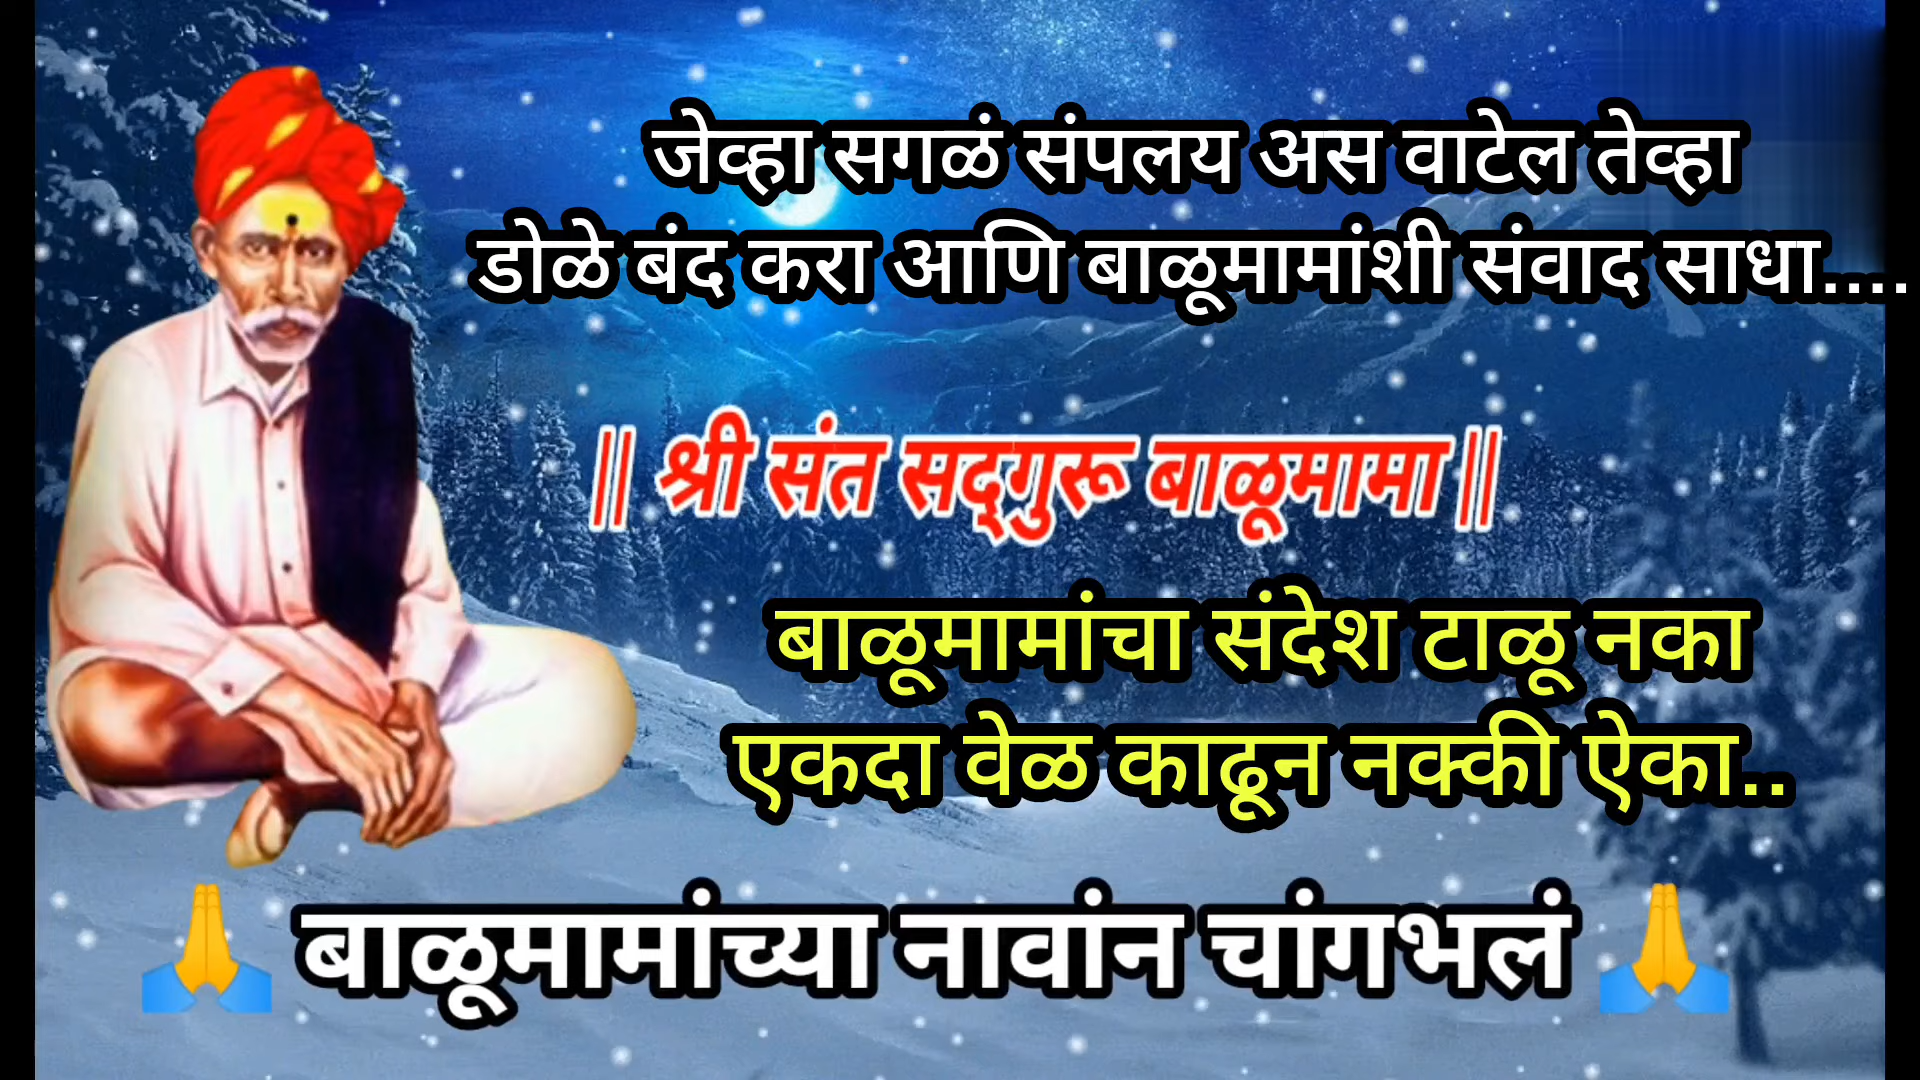 जेव्हा सगळं संपलय अस वाटेल तेव्हा
डोळे बंद करा आणि बाळूमामांशी संवाद साधा....
|| श्री संत सद्‌गुरू बाळूमामा ||
बाळूमामांचा संदेश टाळू नका
एकदा वेळ काढून नक्की ऐका..
🙏 बाळूमामांच्या नावांन चांगभलं 🙏